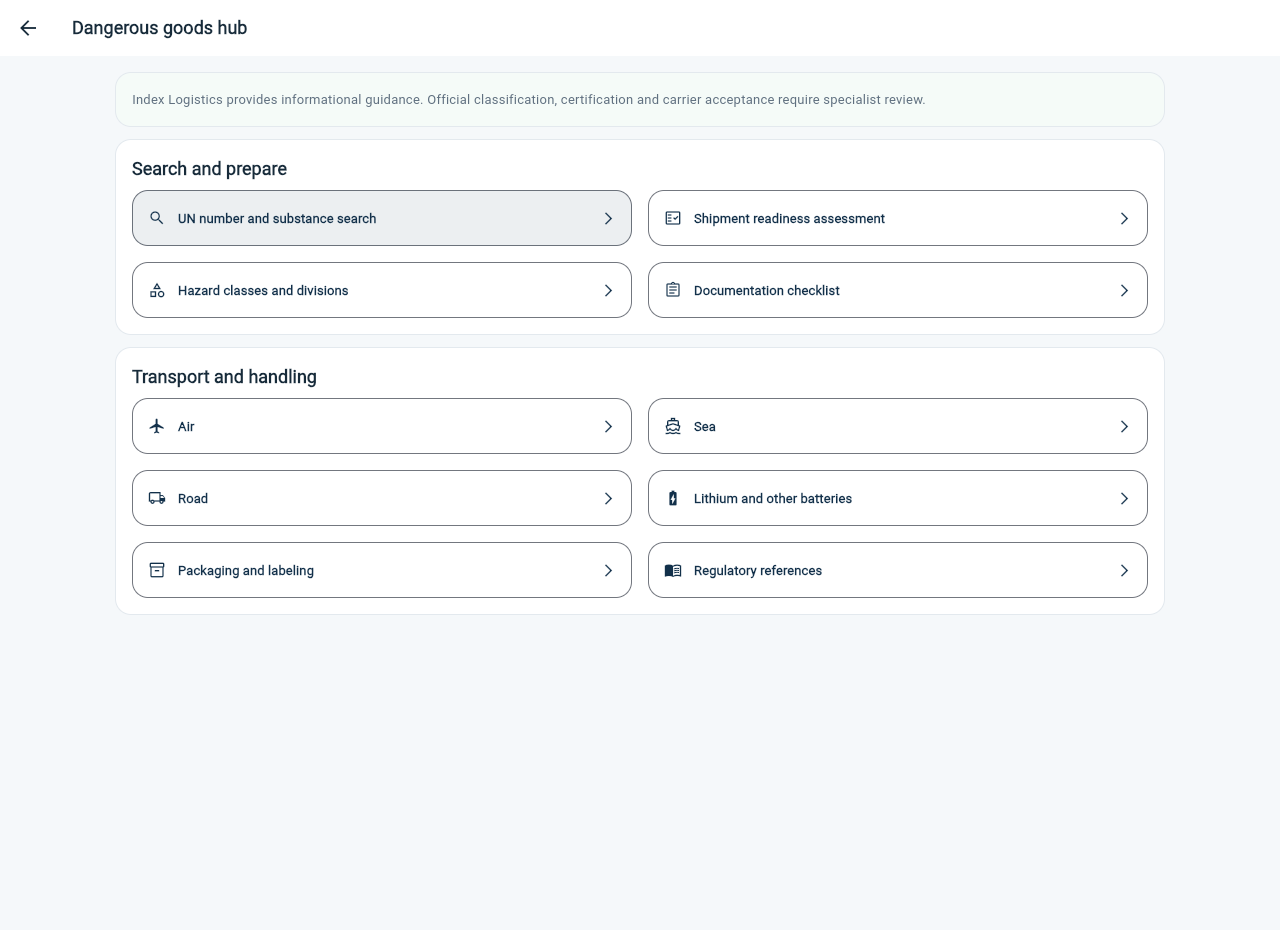 Dangerous goods hub
Index Logistics provides informational guidance. Official classification, certification and carrier acceptance require specialist review.
Search and prepare
UN number and substance search
Shipment readiness assessment
Hazard classes and divisions
Documentation checklist
Transport and handling
Air
Sea
Road
Lithium and other batteries
Packaging and labeling
Regulatory references